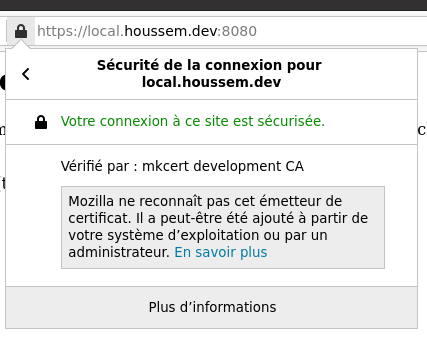 https://local.houssem.dev:8080
Sécurité de la connexion pour
local.houssem.dev
Votre connexion à ce site est sécurisée.
Vérifié par : mkcert development CA
Mozilla ne reconnaît pas cet émetteur de
certificat. Il a peut-être été ajouté à partir de
votre système d’exploitation ou par un
administrateur. En savoir plus
Plus d’informations